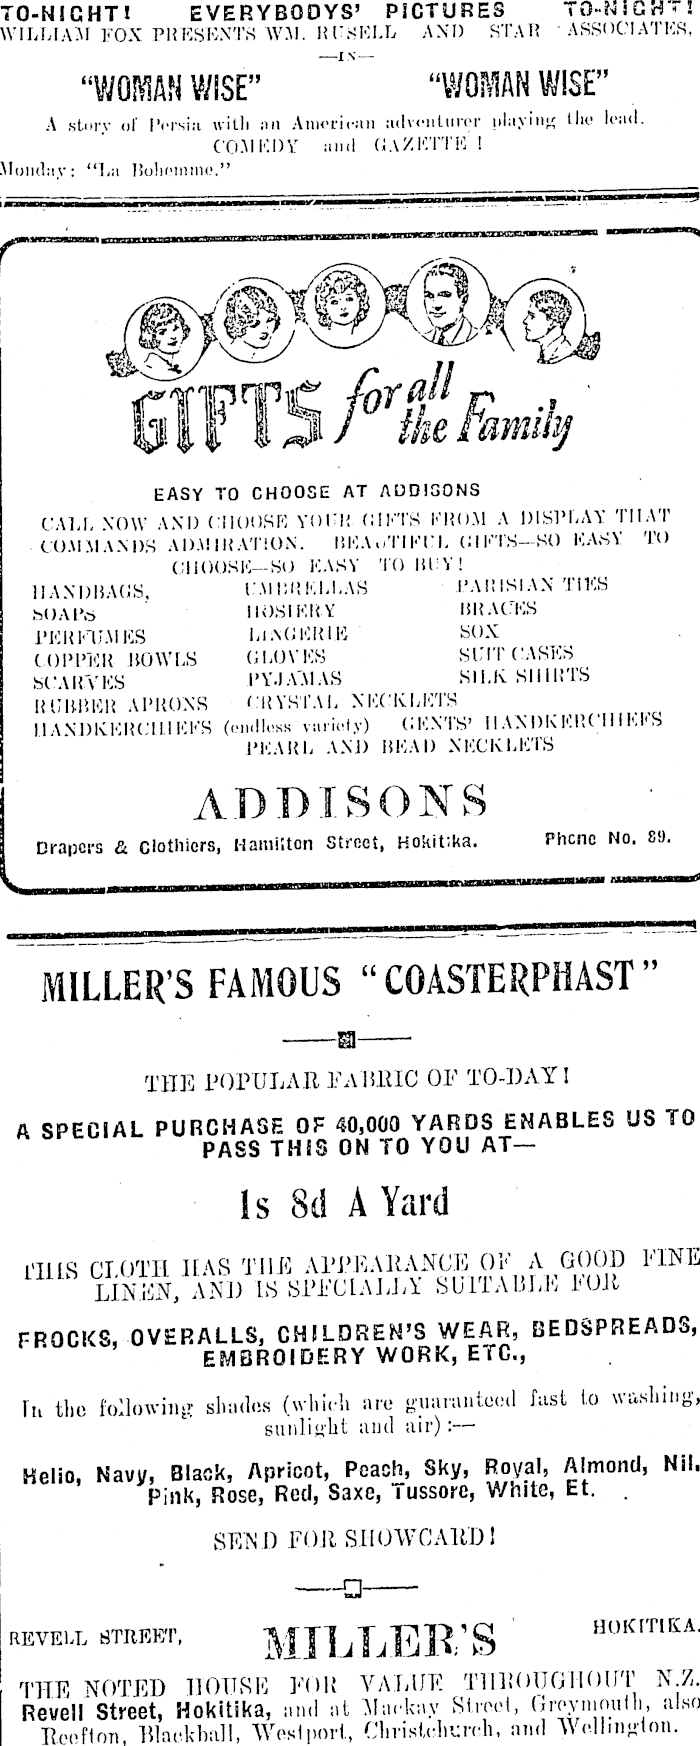 TO-NIGHT! EVERYBODYS' PICTURES TO-NIGHT!
WILLIAM FOX PRESENTS WM. RUSELL AND STAR ASSOCIATES,
—IN—
"WOMAN WISE" "WOMAN WISE"
A story of Persia with an American adventurer playing the lead.
COMEDY and GAZETTE!
Monday: "La Bohemme."
GIFTS for all
the Family
EASY TO CHOOSE AT ADDISONS
CALL NOW AND CHOOSE YOUR GIFTS FROM A DISPLAY THAT
COMMANDS ADMIRATION. BEAUTIFUL GIFTS—SO EASY TO
CHOOSE—SO EASY TO BUY!
HANDBAGS, UMBRELLAS PARISIAN TIES
SOAPS HOSIERY BRACES
PERFUMES LINGERIE SOX
COPPER BOWLS GLOVES SUIT CASES
SCARVES PYJAMAS SILK SHIRTS
RUBBER APRONS CRYSTAL NECKLETS
HANDKERCHIEFS (endless variety) GENTS' HANDKERCHIEFS
PEARL AND BEAD NECKLETS
ADDISONS
Drapers & Clothiers, Hamilton Street, Hokitika. Phone No. 89.
MILLER'S FAMOUS "COASTERPHAST"
THE POPULAR FABRIC OF TO-DAY!
A SPECIAL PURCHASE OF 40,000 YARDS ENABLES US TO
PASS THIS ON TO YOU AT—
1s 8d A Yard
THIS CLOTH HAS THE APPEARANCE OF A GOOD FINE
LINEN, AND IS SPECIALLY SUITABLE FOR
FROCKS, OVERALLS, CHILDREN'S WEAR, BEDSPREADS,
EMBROIDERY WORK, ETC.,
In the following shades (which are guaranteed fast to washing,
sunlight and air):—
Helio, Navy, Black, Apricot, Peach, Sky, Royal, Almond, Nil,
Pink, Rose, Red, Saxe, Tussore, White, Et.
SEND FOR SHOWCARD!
REVELL STREET, MILLER'S HOKITIKA.
THE NOTED HOUSE FOR VALUE THROUGHOUT N.Z.
Revell Street, Hokitika, and at Mackay Street, Greymouth, also
Reefton, Blackball, Westport, Christchurch, and Wellington.